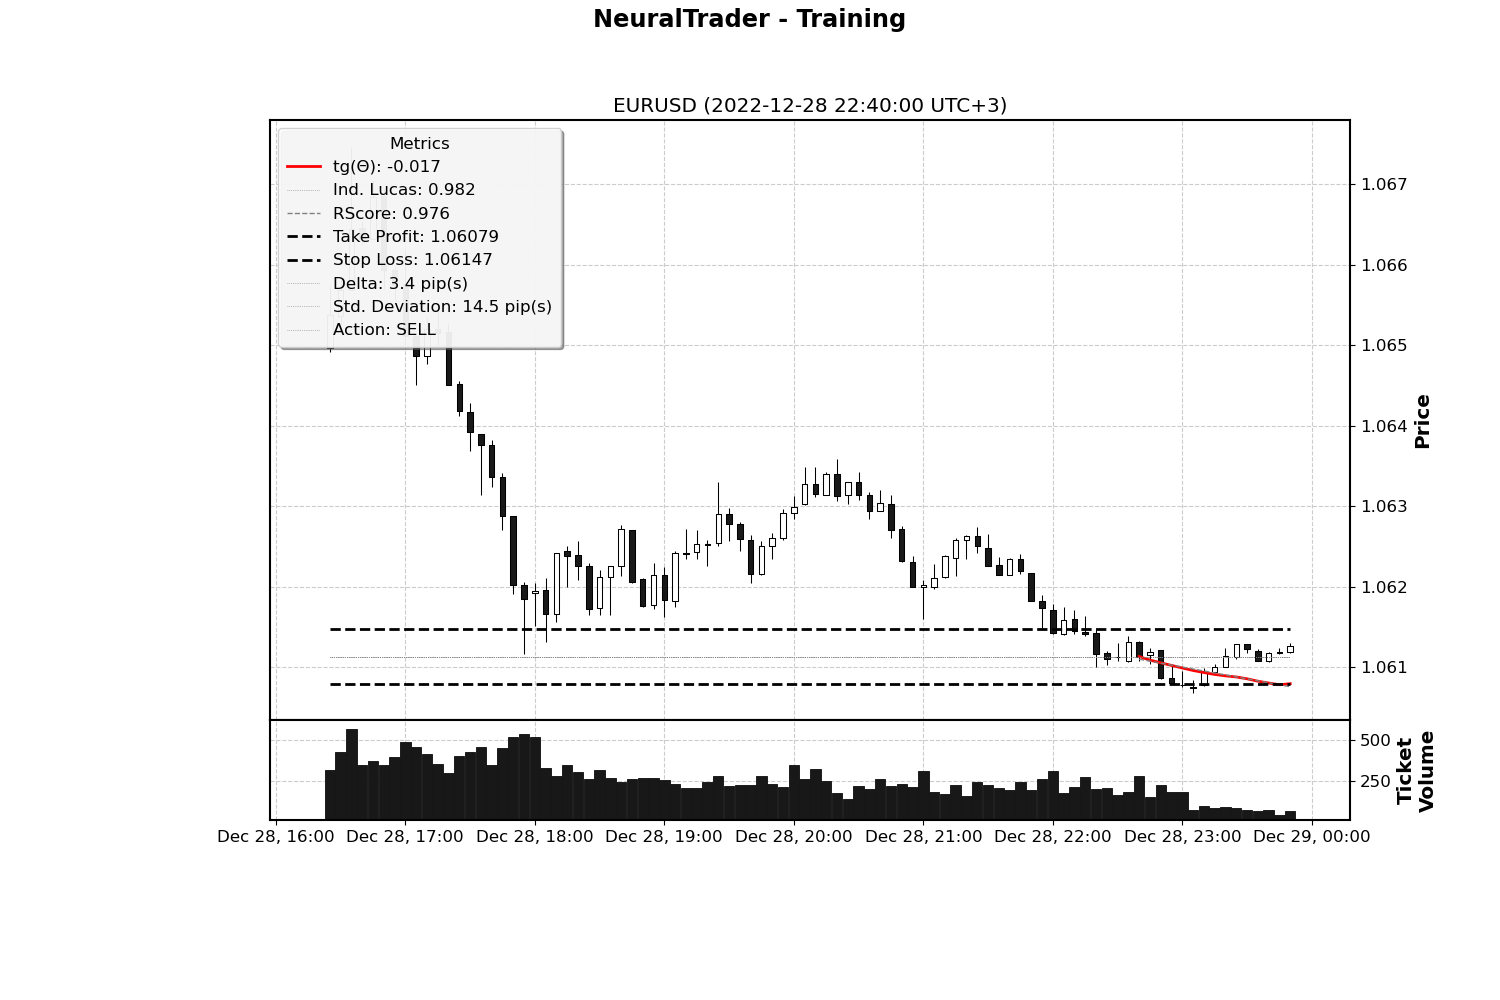 NeuralTrader - Training
EURUSD (2022-12-28 22:40:00 UTC+3)
Metrics
tg(Θ): -0.017
Ind. Lucas: 0.982
RScore: 0.976
Take Profit: 1.06079
Stop Loss: 1.06147
Delta: 3.4 pip(s)
Std. Deviation: 14.5 pip(s)
Action: SELL
1.067
1.066
1.065
1.064
1.063
1.062
1.061
Price
500
250
Ticket
Volume
Dec 28, 16:00 Dec 28, 17:00 Dec 28, 18:00 Dec 28, 19:00 Dec 28, 20:00 Dec 28, 21:00 Dec 28, 22:00 Dec 28, 23:00 Dec 29, 00:00